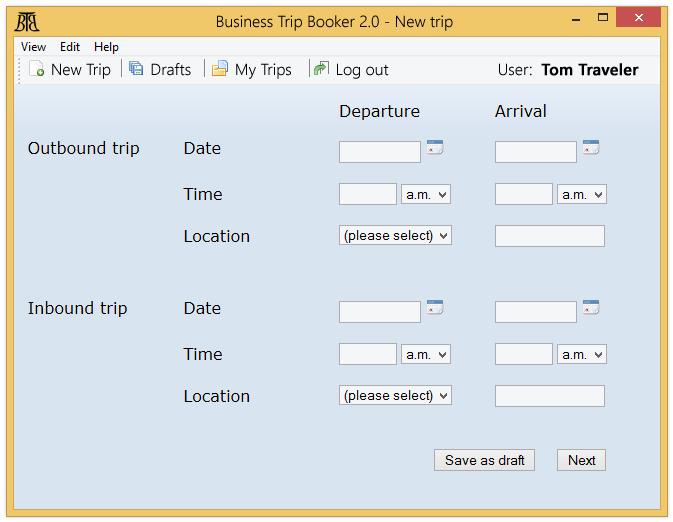 Business Trip Booker 2.0 - New trip
View Edit Help
New Trip Drafts My Trips Log out User: Tom Traveler
Departure Arrival
Outbound trip Date
Time a.m. a.m.
Location (please select)
Inbound trip Date
Time a.m. a.m.
Location (please select)
Save as draft Next